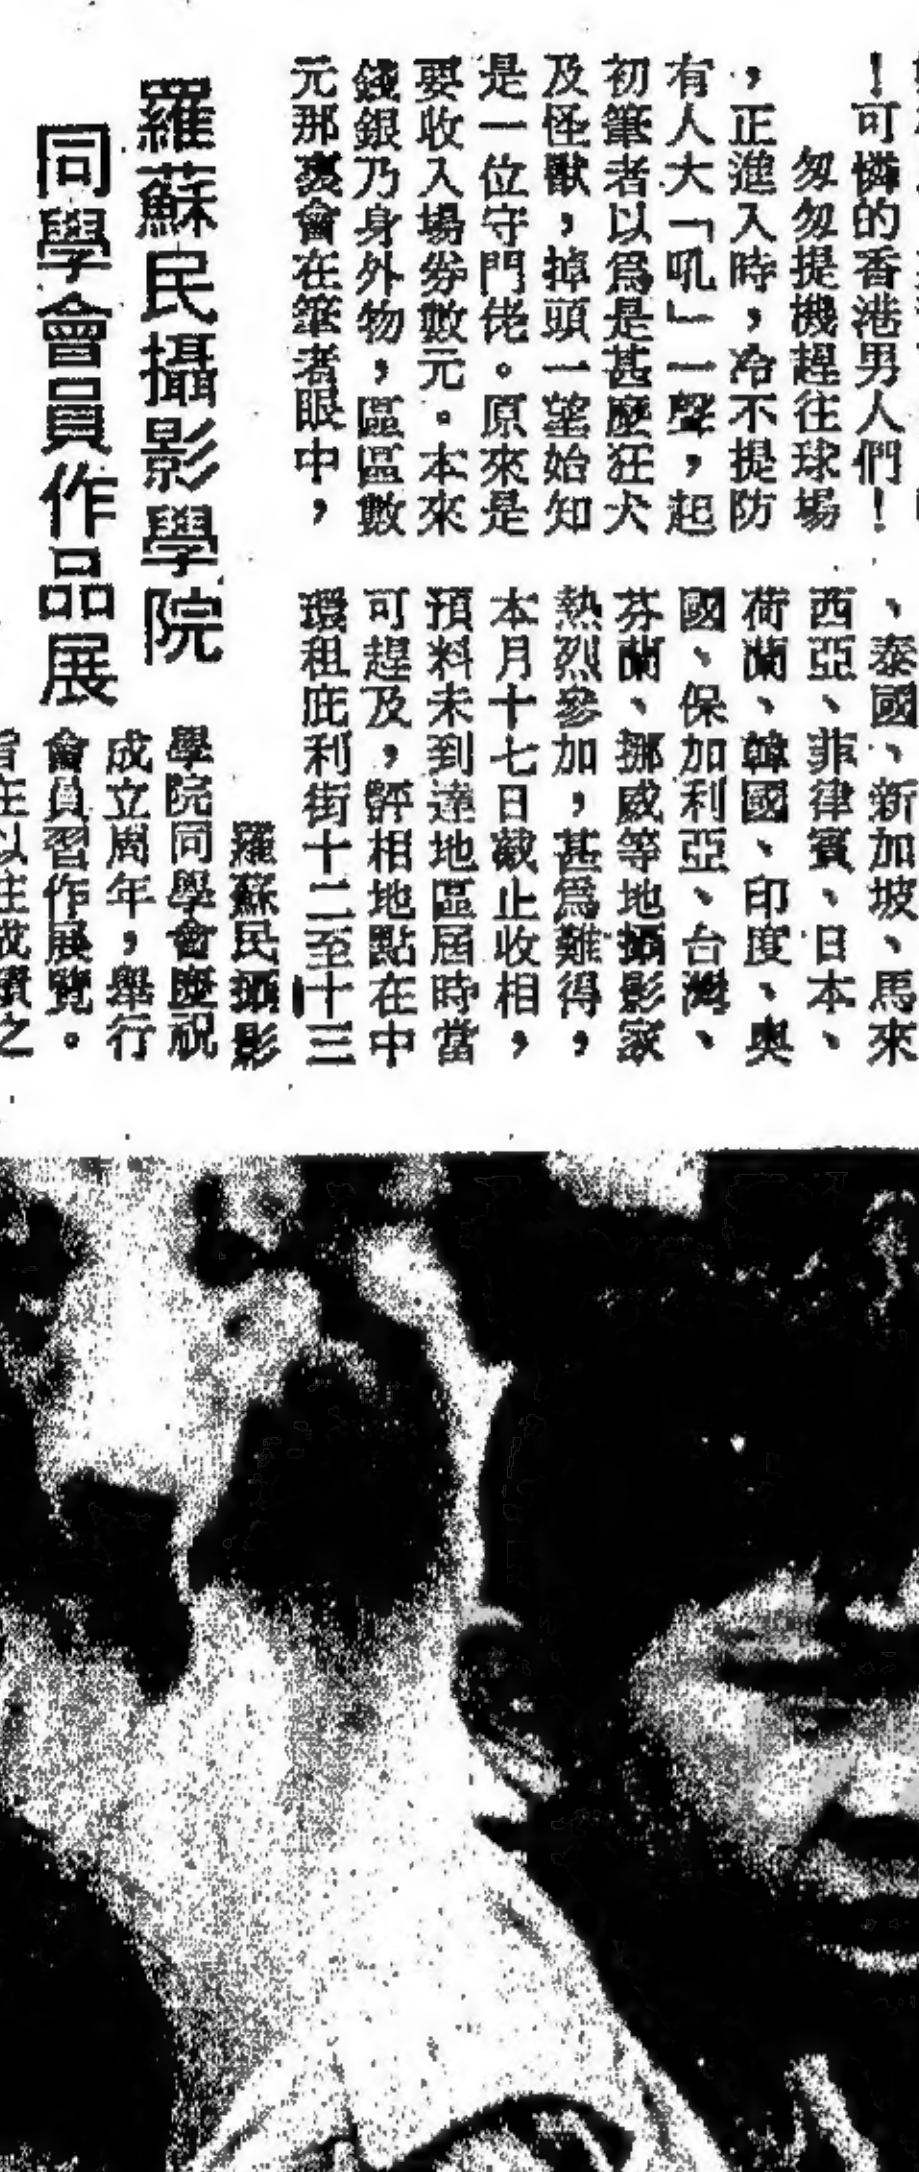 ！可憐的香港男人們！
匆匆提機趕往球場
，正進入時，冷不提防
有人大「吼」一聲，起
初筆者以爲是甚麼狂犬
及怪獸，掉頭一望始知
是一位守門佬。原來是
要收入場劵數元。本來
錢銀乃身外物，區區數
元那裏會在筆者眼中，
、泰國、新加坡、馬來
西亞、菲律賓、日本、
荷蘭、韓國、印度、奧
國、保加利亞、台灣、
芬蘭、挪威等地攝影家
熱烈參加，甚爲難得，
本月十七日截止收相，
預料未到達地區屆時當
可趕及，評相地點在中
環租庇利街十二至十三
羅蘇民攝影學院
同學會員作品展
羅蘇民攝影
學院同學會慶祝
成立周年，舉行
會員習作展覽。